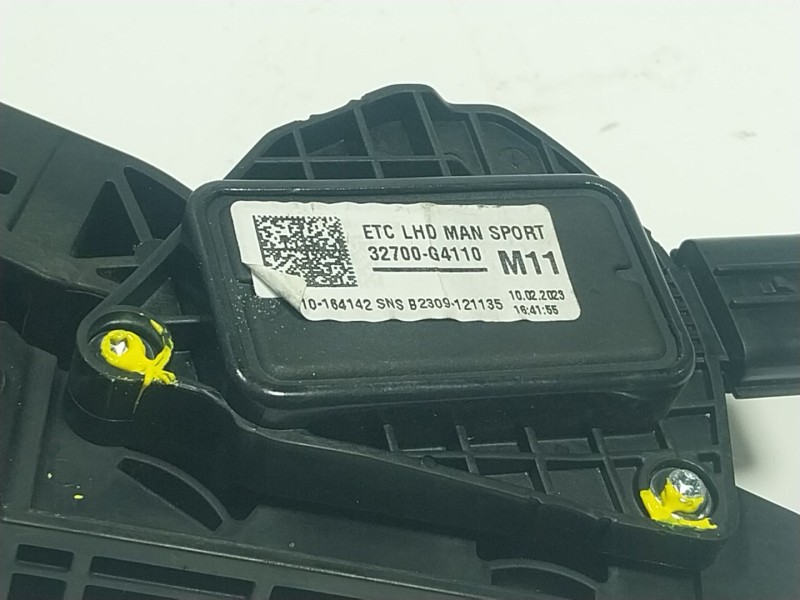 ETC LHD MAN SPORT
32700-G4110 M11
10-184142 SNS B2309-121135 10.02.2023
16:41:55